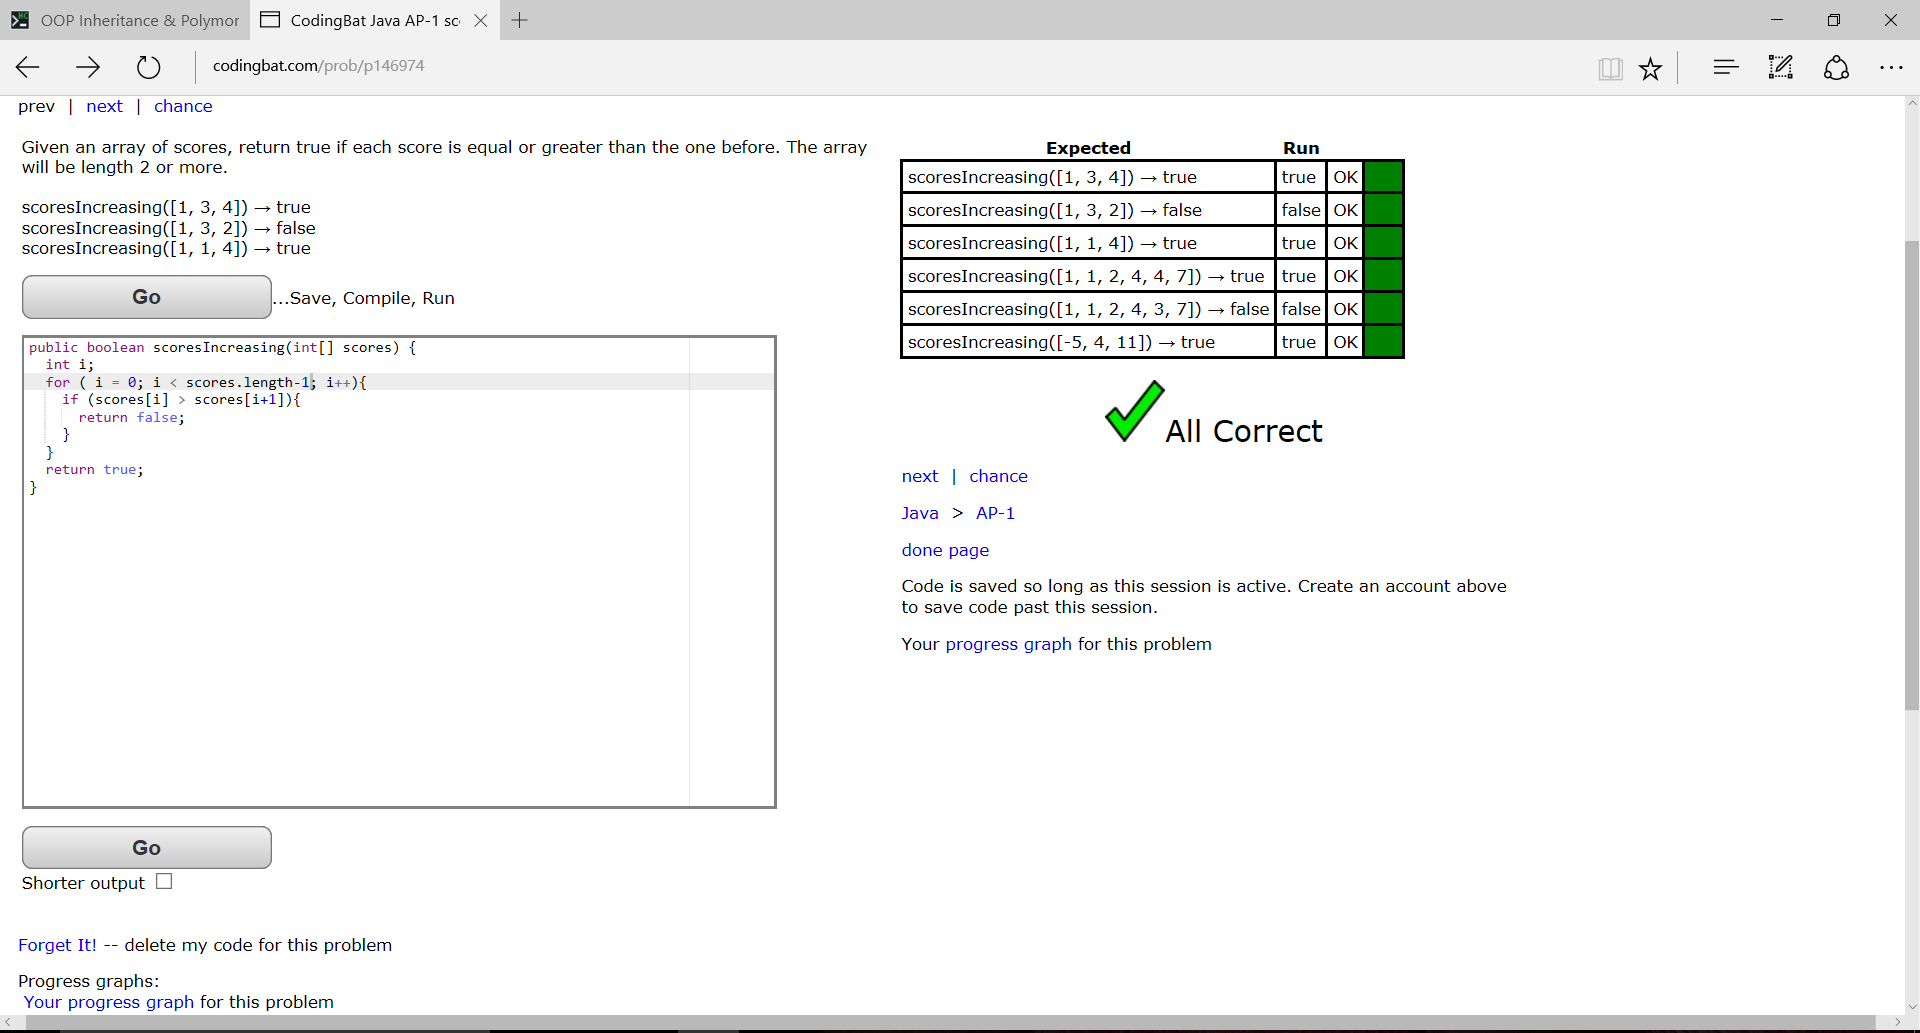 OOP Inheritance & Polymor
CodingBat Java AP-1 sc
codingbat.com/prob/p146974
prev | next | chance
Given an array of scores, return true if each score is equal or greater than the one before. The array
will be length 2 or more.
scoresIncreasing([1, 3, 4]) → true
scoresIncreasing([1, 3, 2]) → false
scoresIncreasing([1, 1, 4]) → true
Go ...Save, Compile, Run
public boolean scoresIncreasing(int[] scores) {
int i;
for ( i = 0; i < scores.length-1; i++){
if (scores[i] > scores[i+1]){
return false;
}
}
return true;
}
Go
Shorter output
Forget It! -- delete my code for this problem
Progress graphs:
Your progress graph for this problem
Expected Run
scoresIncreasing([1, 3, 4]) → true true OK
scoresIncreasing([1, 3, 2]) → false false OK
scoresIncreasing([1, 1, 4]) → true true OK
scoresIncreasing([1, 1, 2, 4, 4, 7]) → true true OK
scoresIncreasing([1, 1, 2, 4, 3, 7]) → false false OK
scoresIncreasing([-5, 4, 11]) → true true OK
All Correct
next | chance
Java > AP-1
done page
Code is saved so long as this session is active. Create an account above
to save code past this session.
Your progress graph for this problem